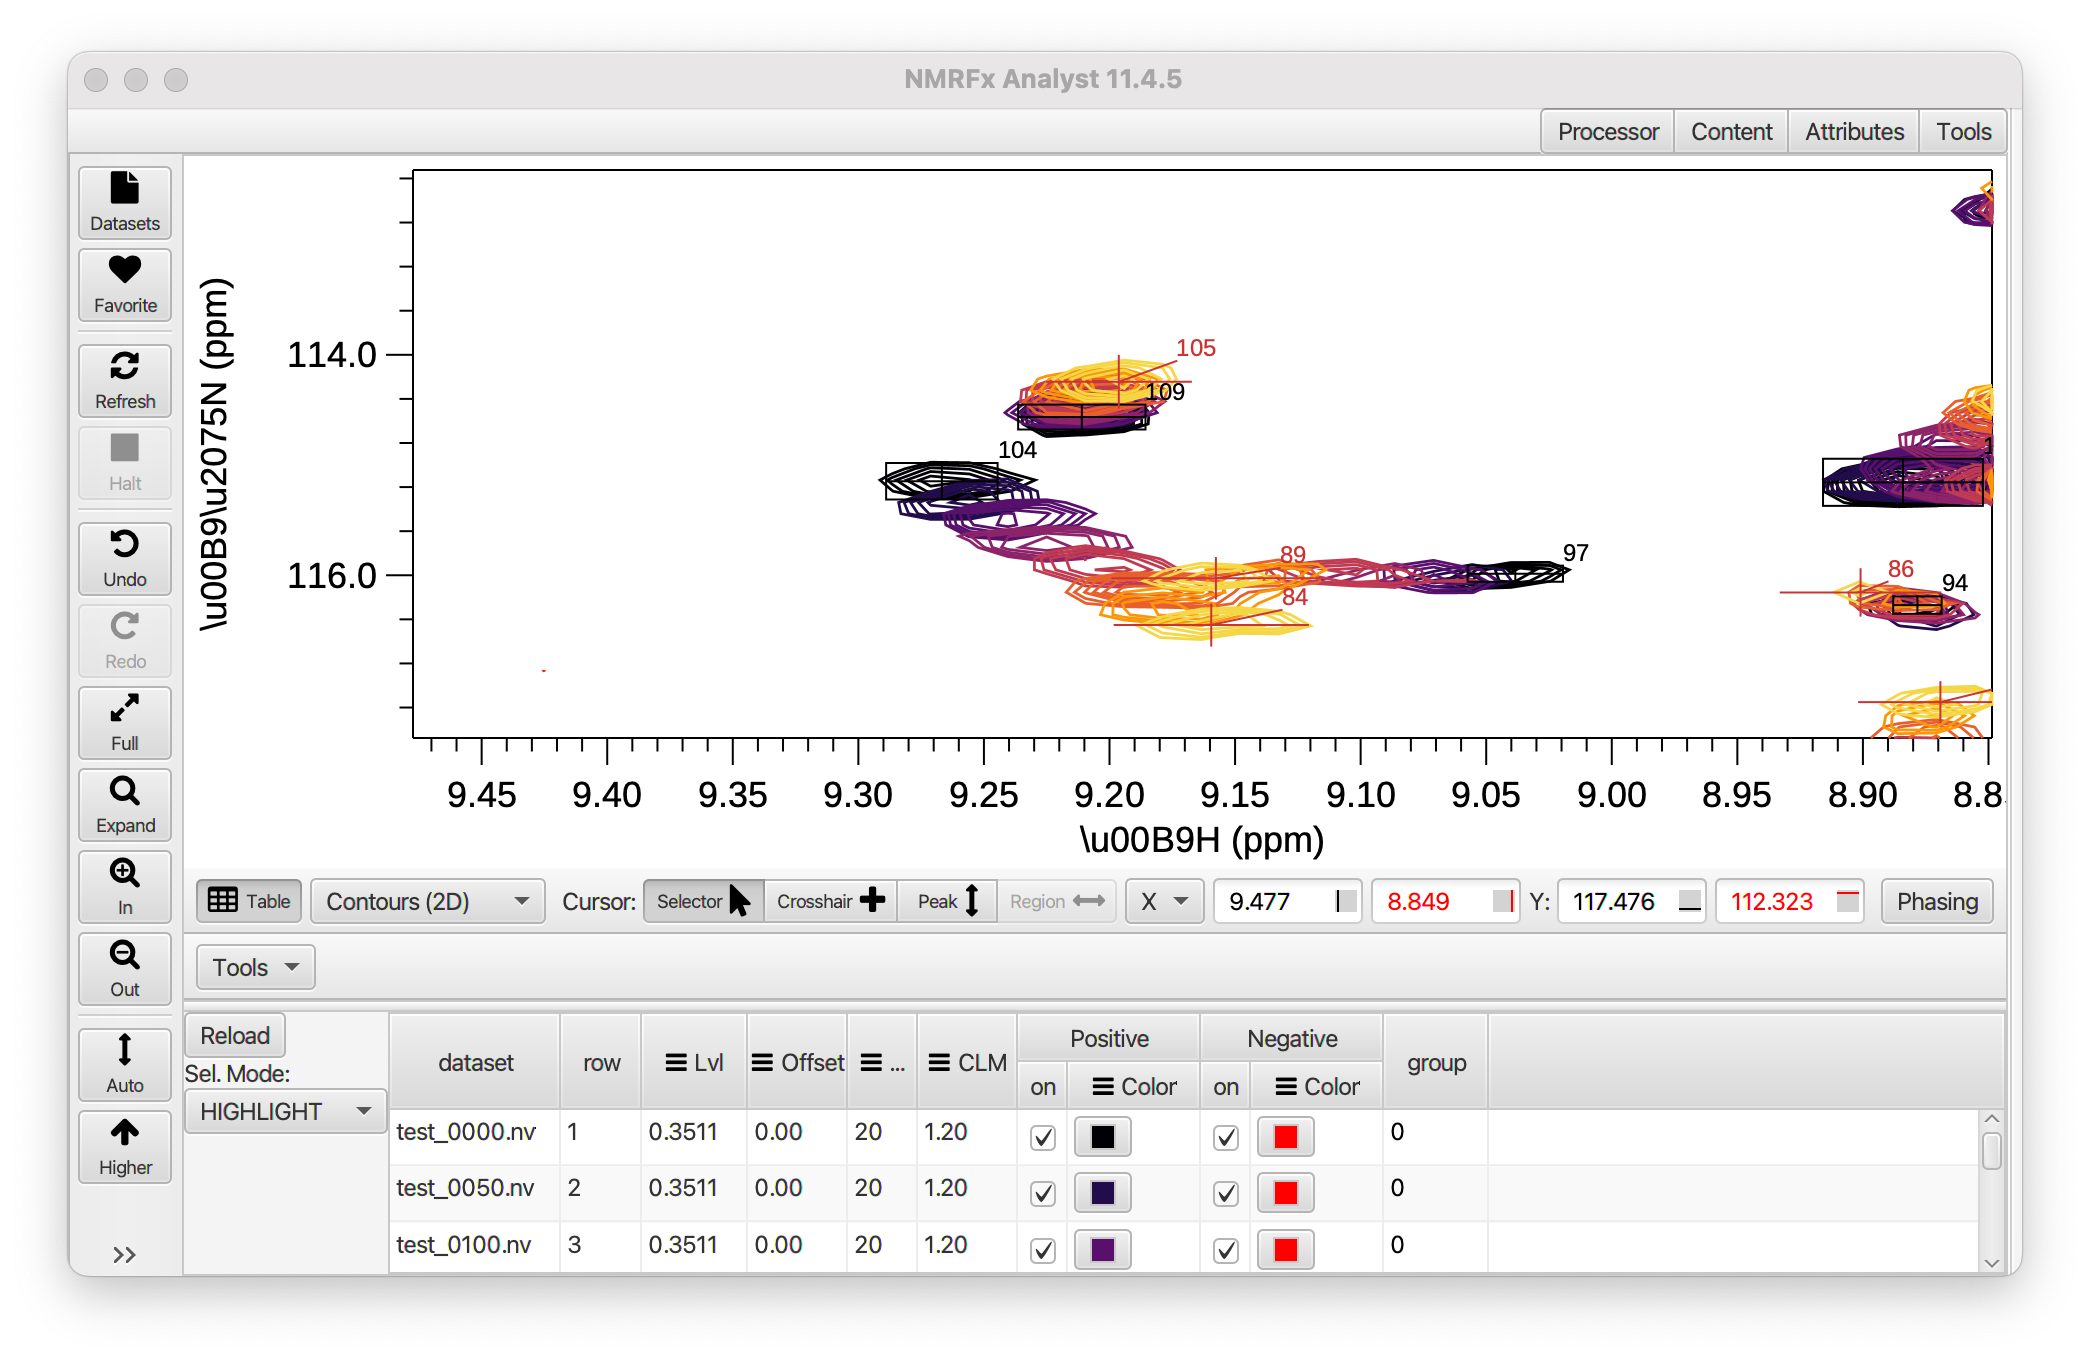 NMRFx Analyst 11.4.5
Processor Content Attributes Tools
Datasets
Favorite
Refresh
Halt
Undo
Redo
Full
Expand
In
Out
Auto
Higher
\u00B9\u2075N (ppm)
114.0
116.0
105
109
104
89
97
84
86
94
1
9.45 9.40 9.35 9.30 9.25 9.20 9.15 9.10 9.05 9.00 8.95 8.90 8.8
\u00B9H (ppm)
Table Contours (2D) Cursor: Selector Crosshair Peak Region X 9.477 8.849 Y: 117.476 112.323 Phasing
Tools
Reload
Sel. Mode:
HIGHLIGHT
dataset row Lvl Offset ... CLM Positive Negative group
on Color on Color
test_0000.nv 1 0.3511 0.00 20 1.20 0
test_0050.nv 2 0.3511 0.00 20 1.20 0
test_0100.nv 3 0.3511 0.00 20 1.20 0